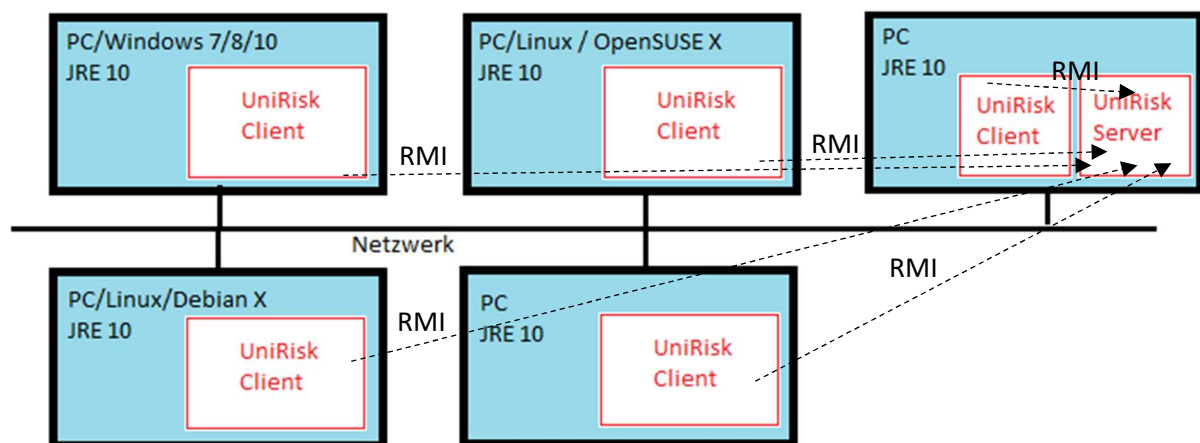 PC/Windows 7/8/10
JRE 10
UniRisk
Client
RMI
PC/Linux / OpenSUSE X
JRE 10
UniRisk
Client
RMI
PC
JRE 10
RMI
UniRisk
Client
UniRisk
Server
Netzwerk
PC/Linux/Debian X
JRE 10
UniRisk
Client
RMI
PC
JRE 10
UniRisk
Client
RMI